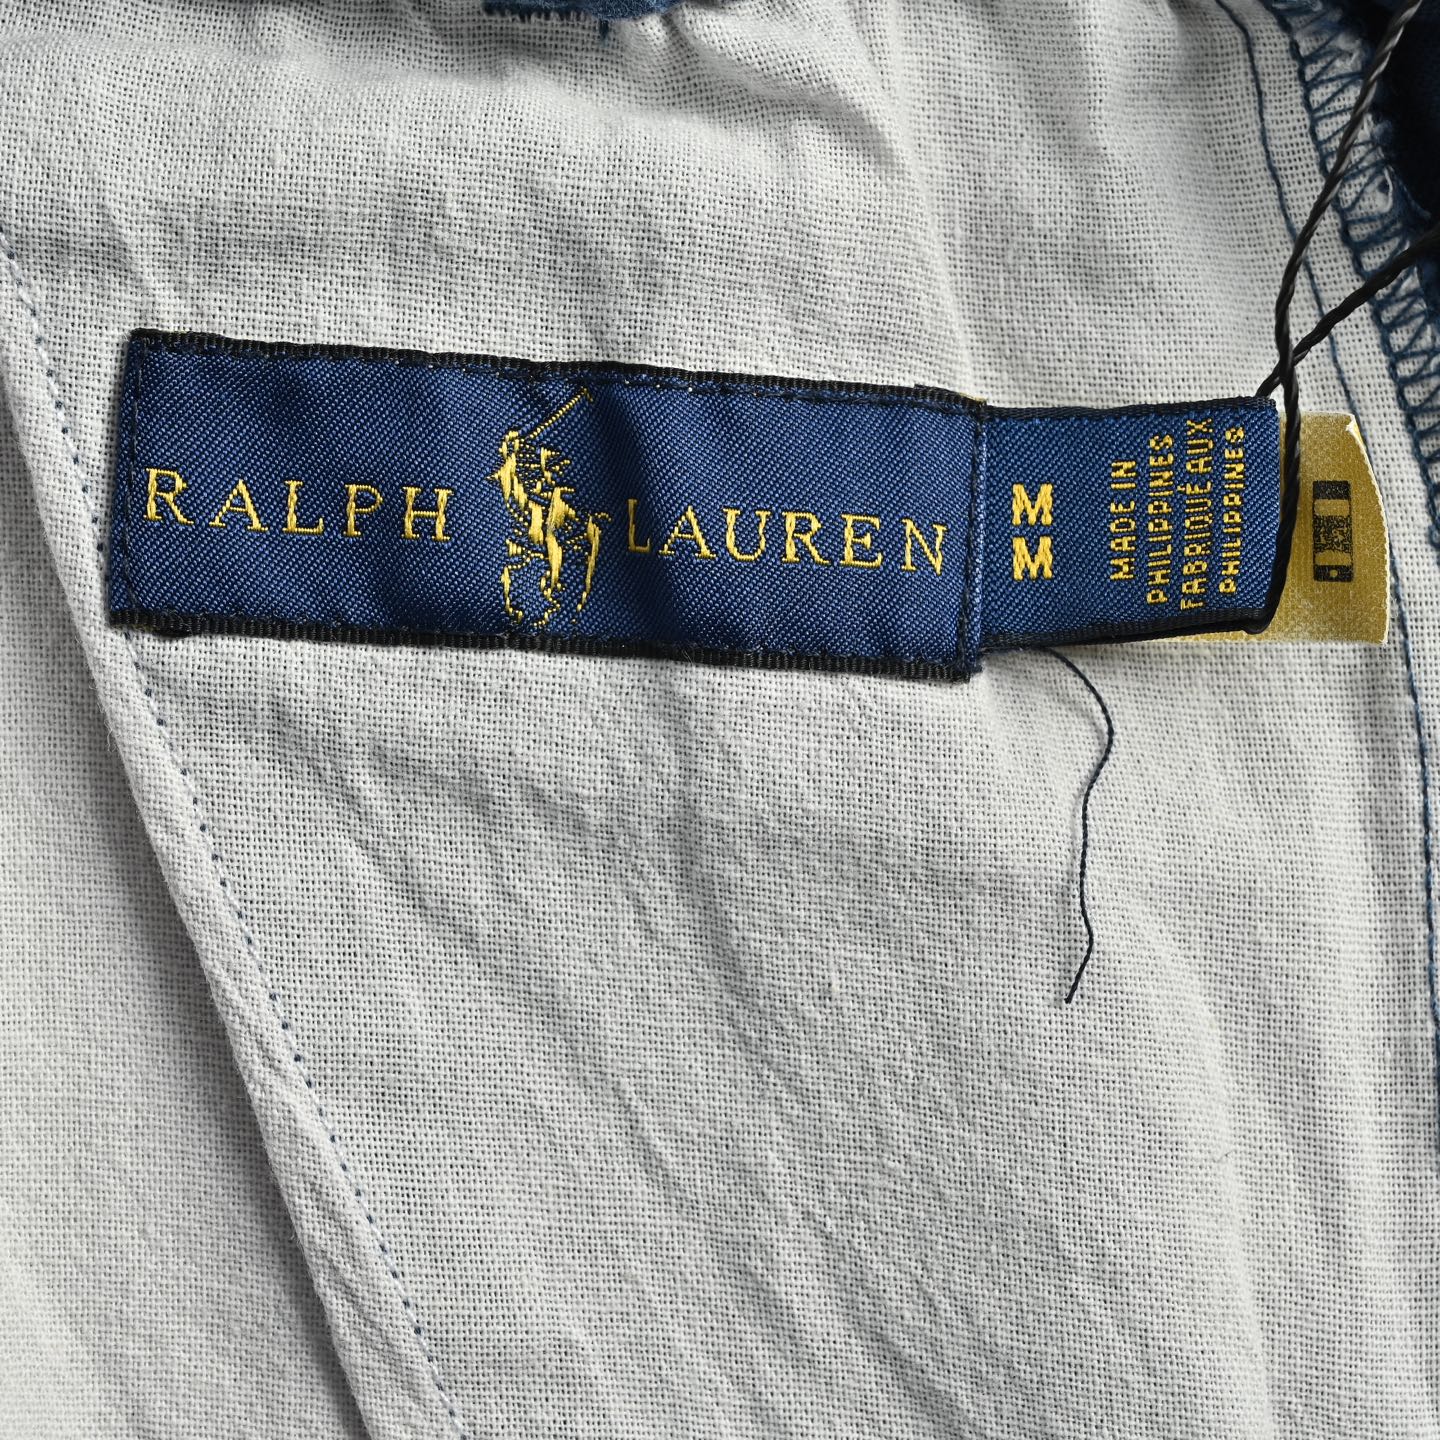 RALPH LAUREN
M
M
MADE IN
PHILIPPINES
FABRIQUÉ AUX
PHILIPPINES